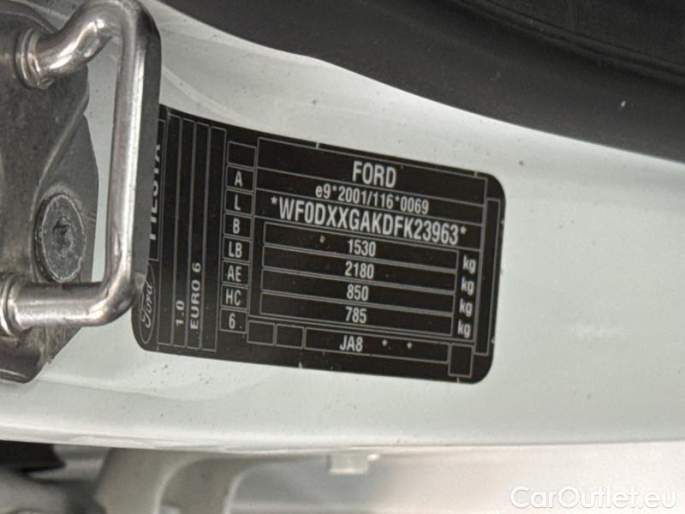 FORD
e9*2001/116*0069
*WF0DXXGAKDFK23963*
* 1530 kg
2180 kg
850 kg
785 kg
JA8 * *
A
L
B
LB
AE
HC
6
Ford
FIESTA
1.0
EURO 6
CarOutlet.eu